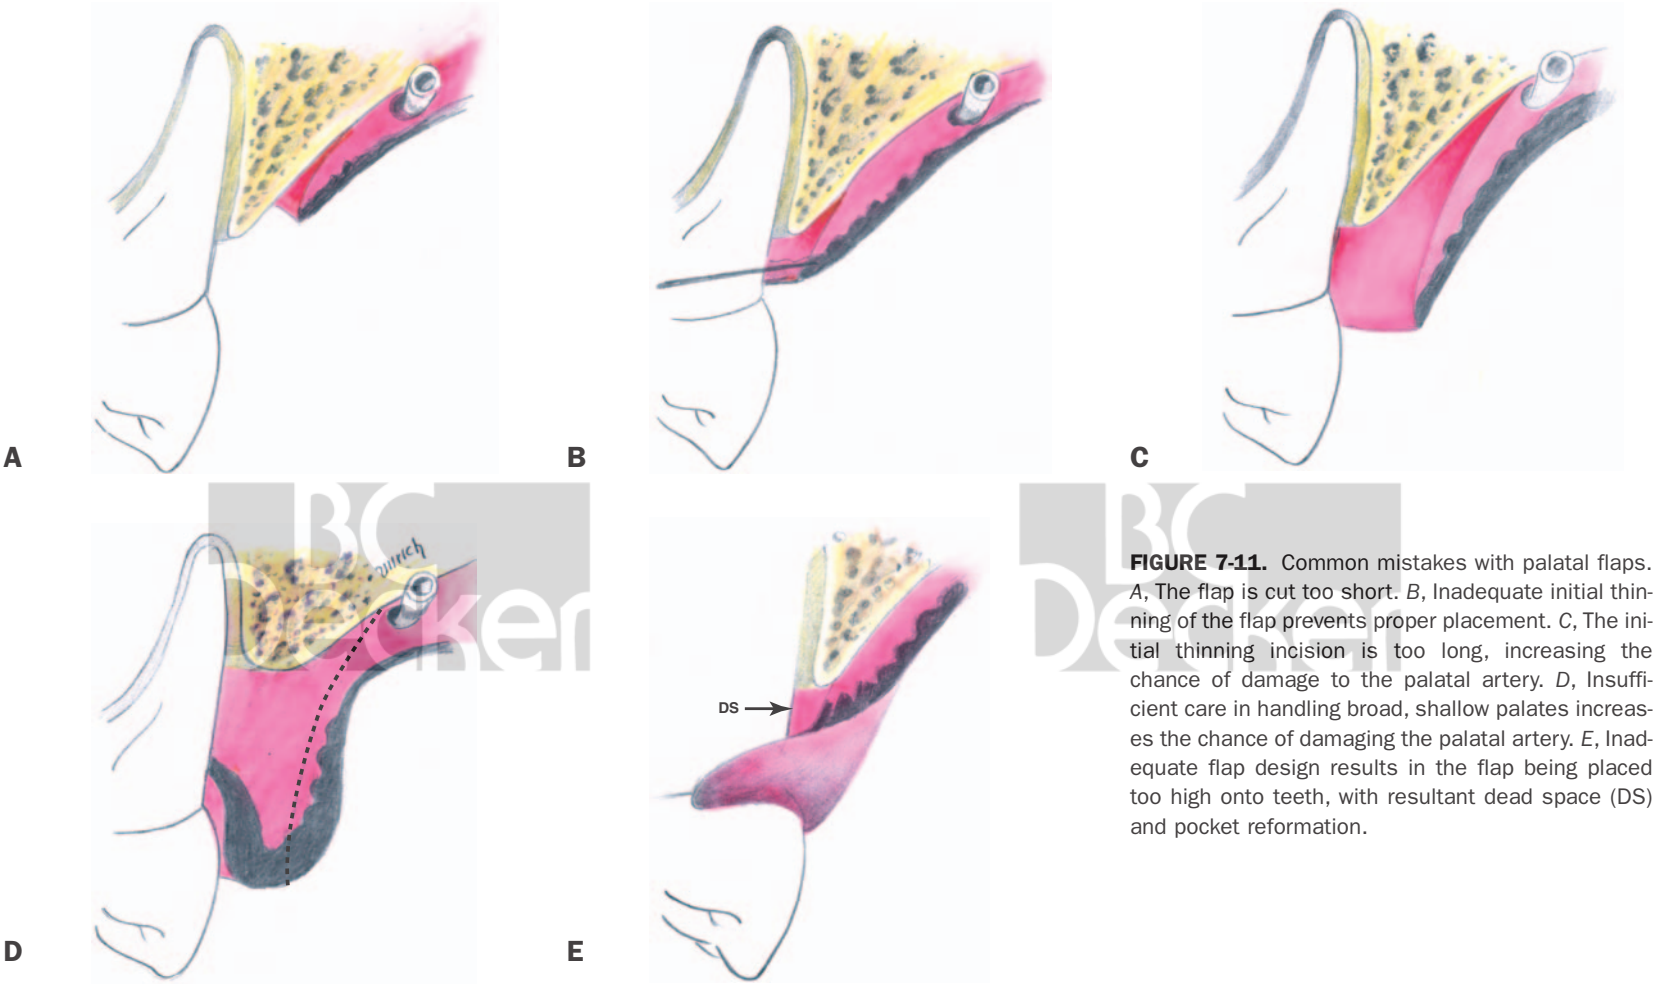 A
B
C
BC
Decker
BC
Decker
FIGURE 7-11. Common mistakes with palatal flaps.
A, The flap is cut too short. B, Inadequate initial thin-
ning of the flap prevents proper placement. C, The ini-
tial thinning incision is too long, increasing the
chance of damage to the palatal artery. D, Insuffi-
cient care in handling broad, shallow palates increas-
es the chance of damaging the palatal artery. E, Inad-
equate flap design results in the flap being placed
too high onto teeth, with resultant dead space (DS)
and pocket reformation.
DS
D
E